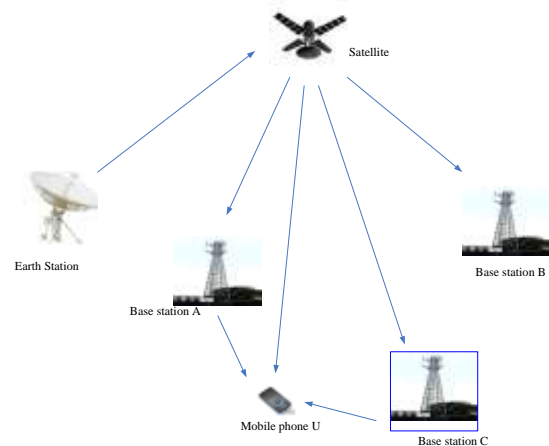 Satellite
Earth Station
Base station B
Base station A
Mobile phone U
Base station C